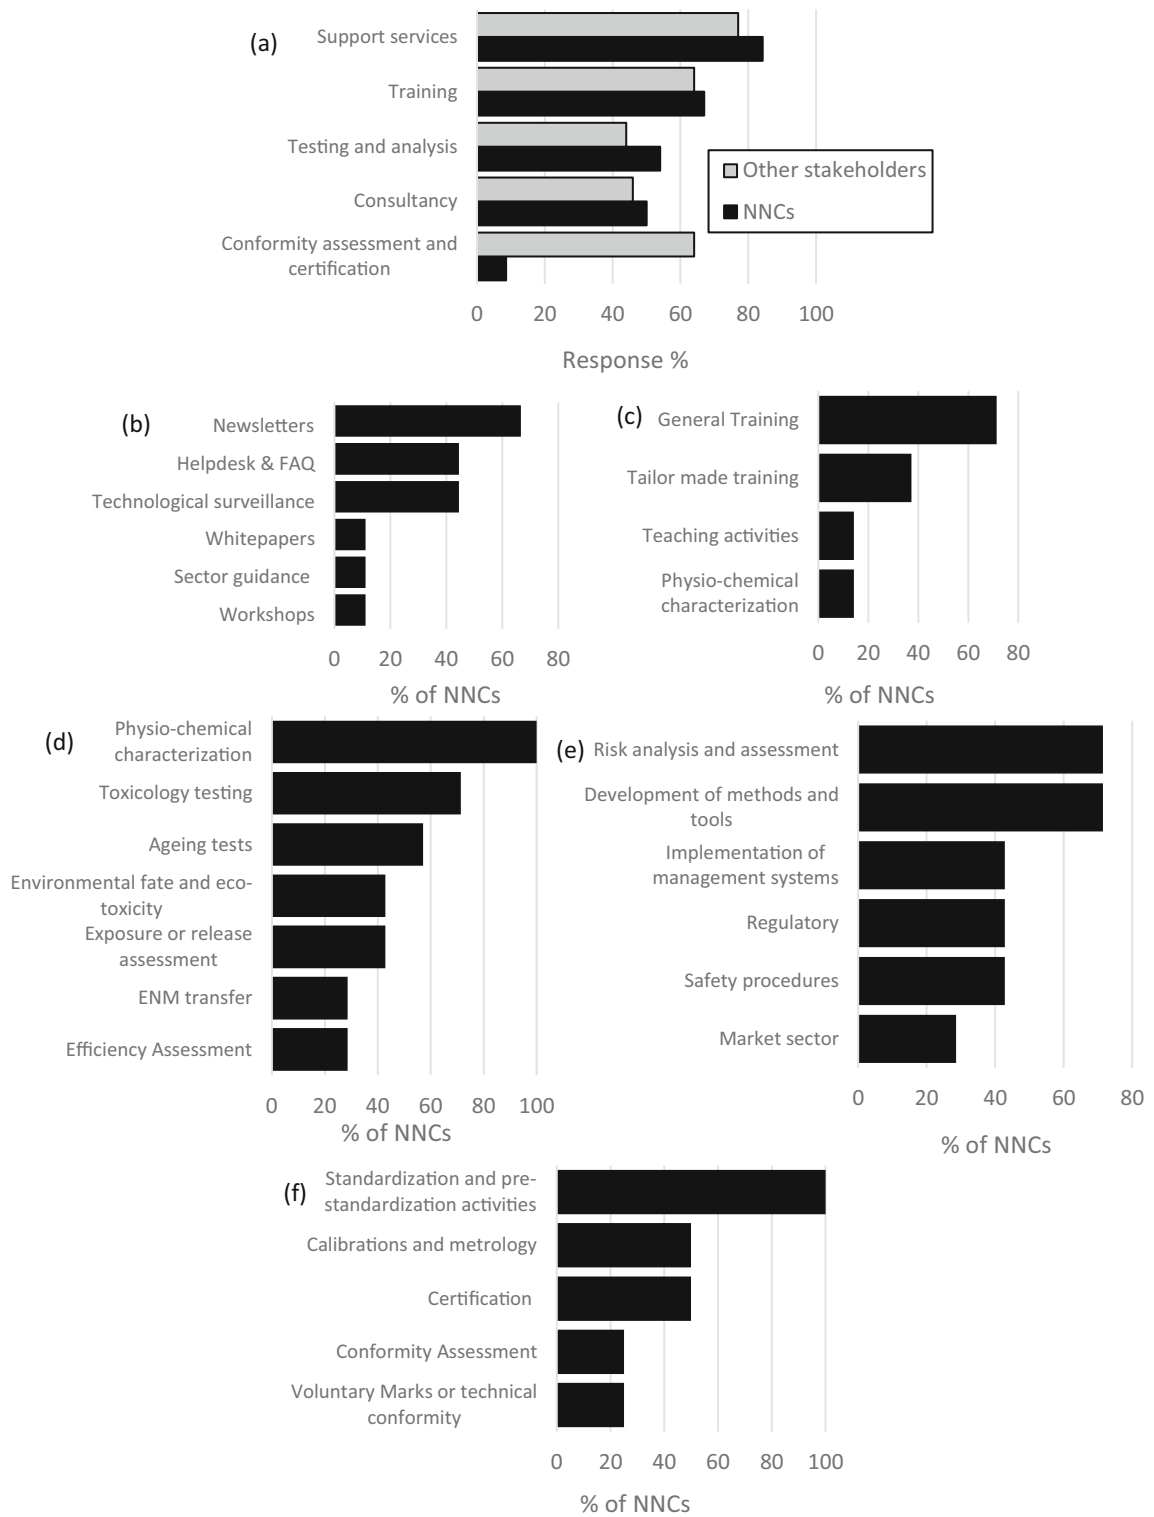 (a)
Support services
Training
Testing and analysis
Consultancy
Conformity assessment and
certification
Other stakeholders
NNCs
0 20 40 60 80 100
Response %
(b)
Newsletters
Helpdesk & FAQ
Technological surveillance
Whitepapers
Sector guidance
Workshops
0 20 40 60 80
% of NNCs
(c)
General Training
Tailor made training
Teaching activities
Physio-chemical
characterization
0 20 40 60 80
% of NNCs
(d)
Physio-chemical
characterization
Toxicology testing
Ageing tests
Environmental fate and eco-
toxicity
Exposure or release
assessment
ENM transfer
Efficiency Assessment
0 20 40 60 80 100
% of NNCs
(e)
Risk analysis and assessment
Development of methods and
tools
Implementation of
management systems
Regulatory
Safety procedures
Market sector
0 20 40 60 80
% of NNCs
(f)
Standardization and pre-
standardization activities
Calibrations and metrology
Certification
Conformity Assessment
Voluntary Marks or technical
conformity
0 20 40 60 80 100
% of NNCs